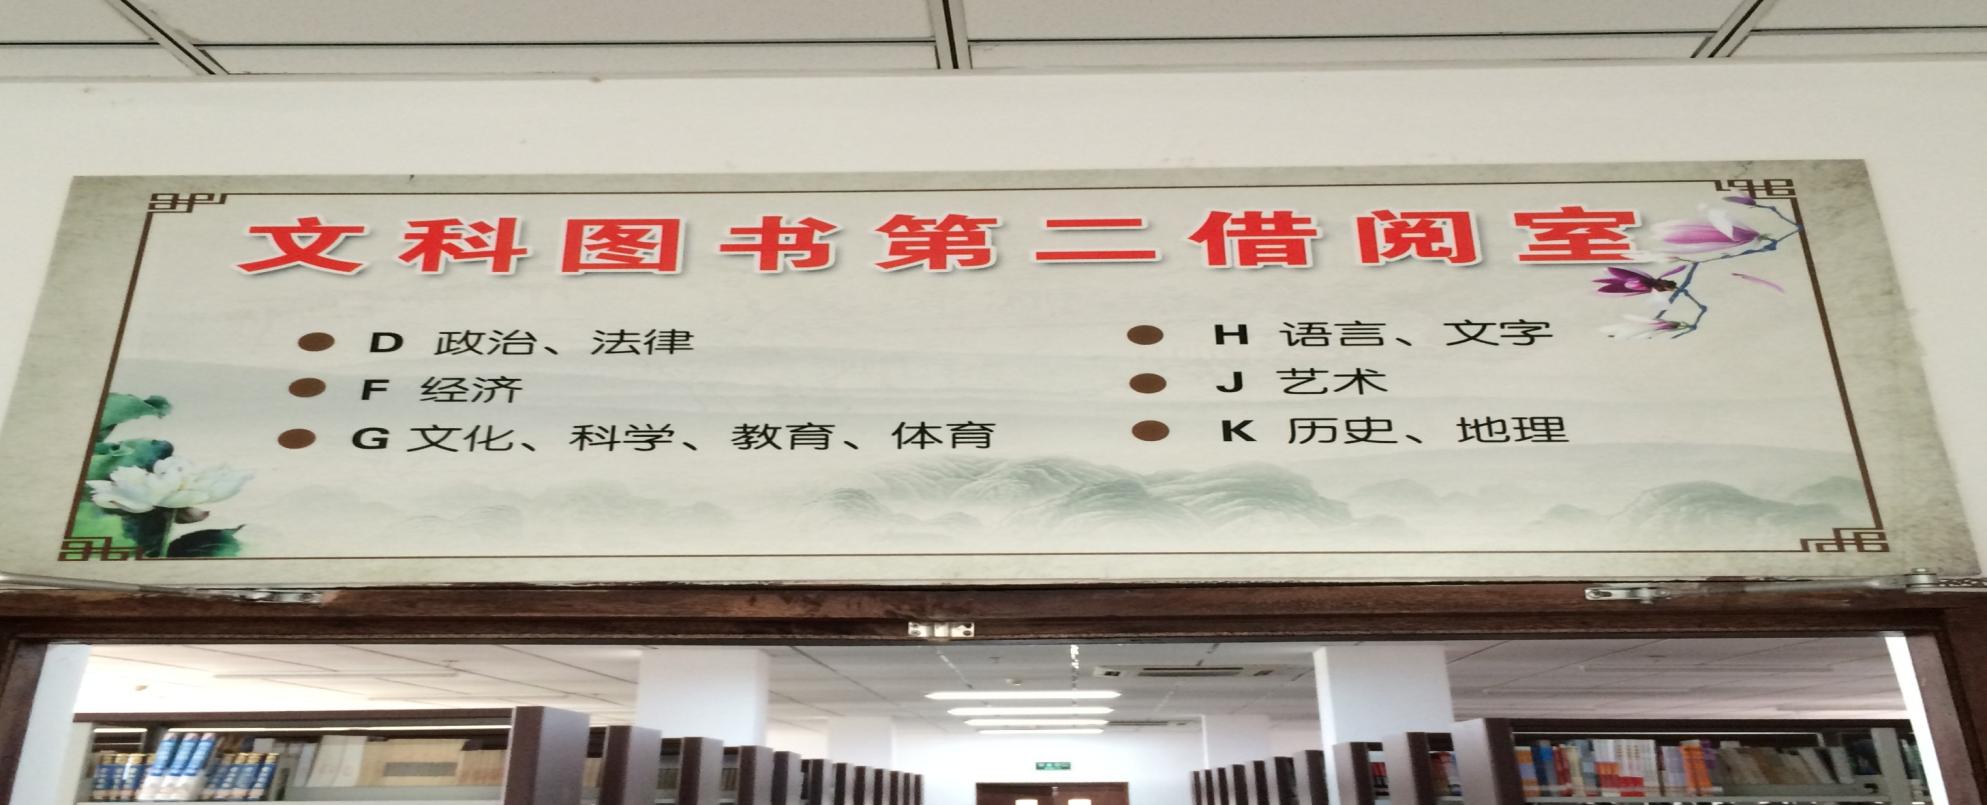 文科图书第二借阅室
D 政治、法律
F 经济
G 文化、科学、教育、体育
H 语言、文字
J 艺术
K 历史、地理